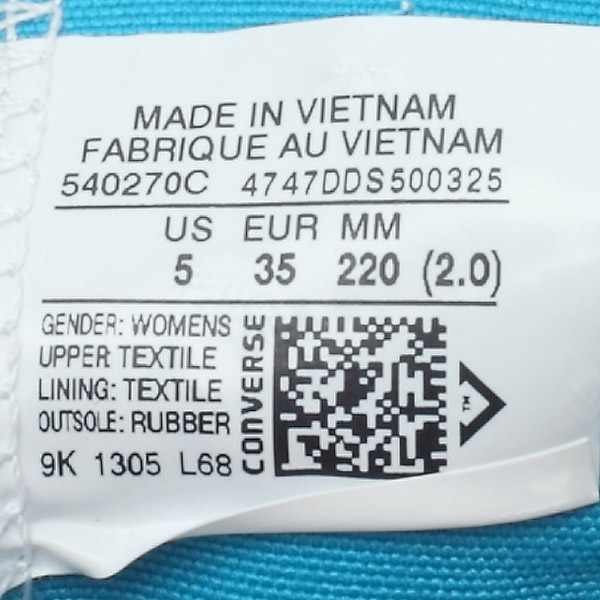 MADE IN VIETNAM
FABRIQUE AU VIETNAM
540270C 4747DDS500325
US EUR MM
5 35 220 (2.0)
GENDER: WOMENS
UPPER TEXTILE
LINING: TEXTILE
OUTSOLE: RUBBER
9K 1305 L68
CONVERSE
TM